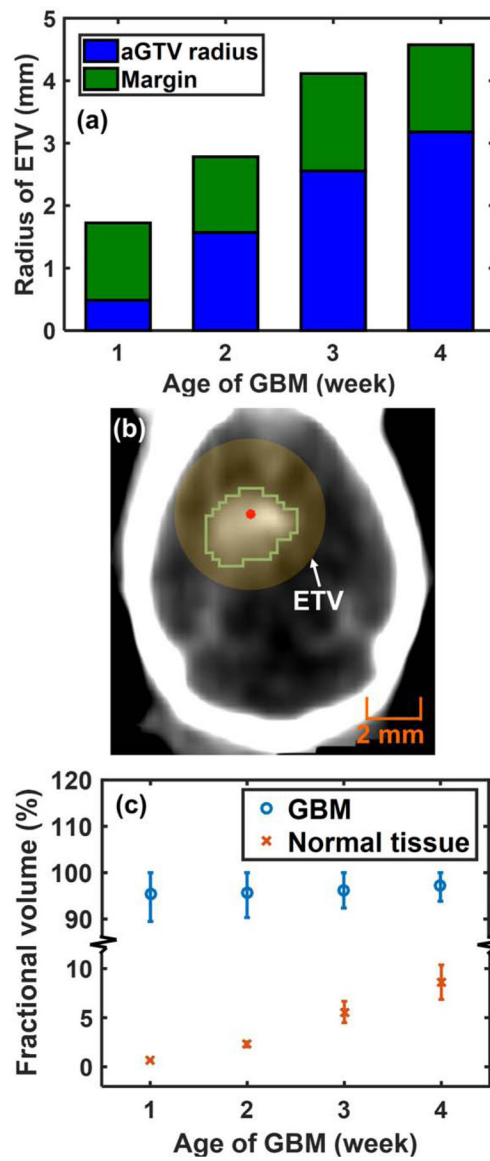 5
4
3
2
1
0
Radius of ETV (mm)
aGTV radius
Margin
(a)
1 2 3 4
Age of GBM (week)
(b)
ETV
2 mm
120
110
100
90
10
5
0
Fractional volume (%)
(c)
GBM
Normal tissue
1 2 3 4
Age of GBM (week)